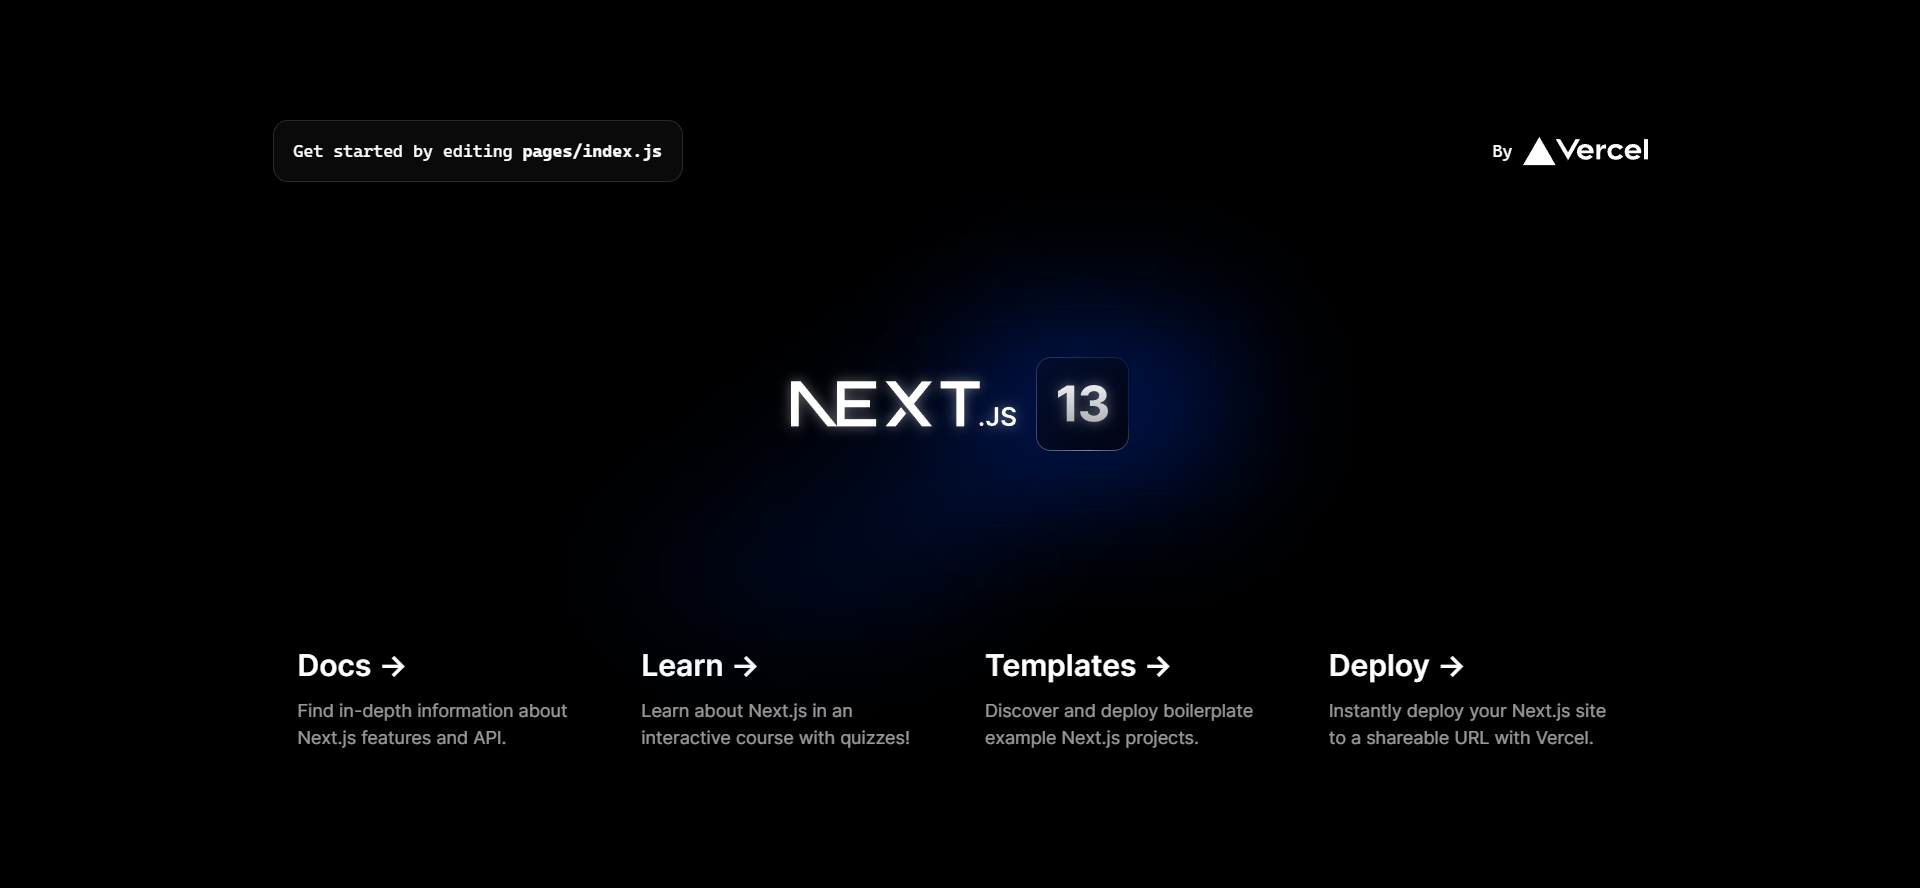 Get started by editing pages/index.js
By Vercel
NEXT.JS 13
Docs ->
Find in-depth information about
Next.js features and API.
Learn ->
Learn about Next.js in an
interactive course with quizzes!
Templates ->
Discover and deploy boilerplate
example Next.js projects.
Deploy ->
Instantly deploy your Next.js site
to a shareable URL with Vercel.